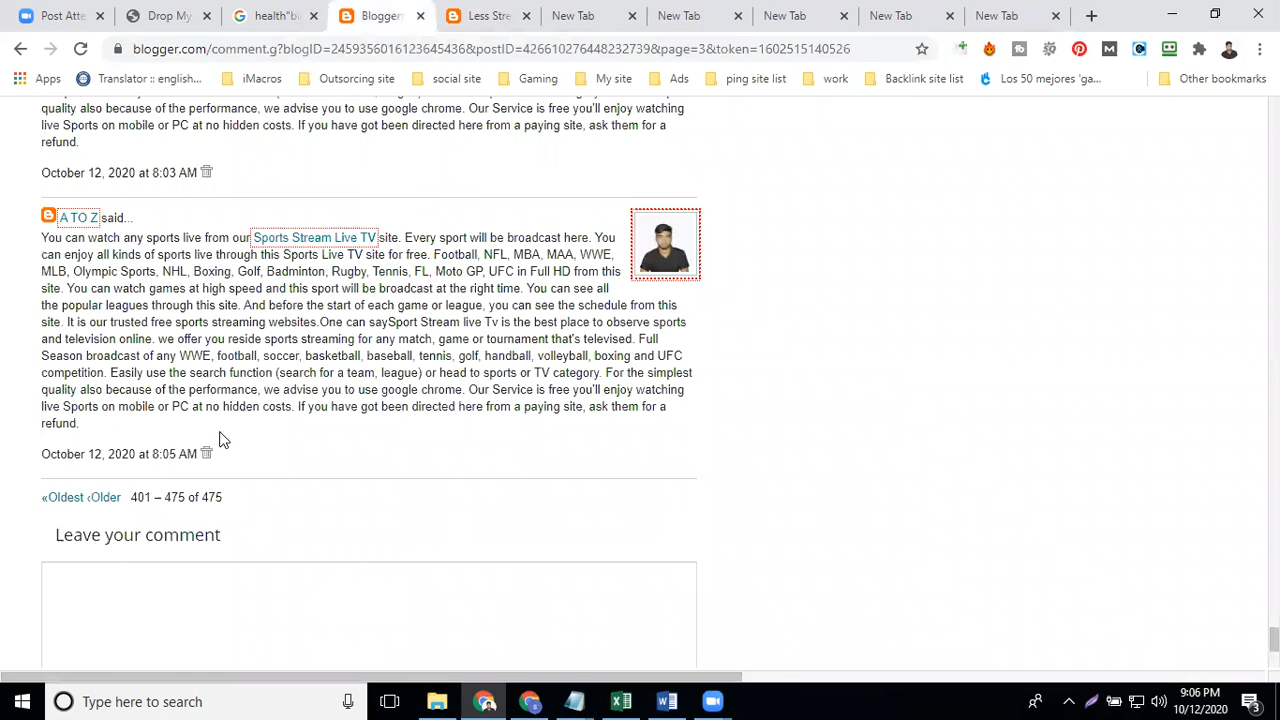 Post Atte
Drop My
health"bl
Blogger:
Less Stre
New Tab
New Tab
New Tab
New Tab
New Tab
blogger.com/comment.g?blogID=2459356016123645436&postID=426610276448232739&page=3&token=1602515140526
Apps
Translator :: english...
iMacros
Outsorcing site
social site
Gaming
My site
Ads
ping site list
work
Backlink site list
Los 50 mejores 'ga...
Other bookmarks
quality also because of the performance, we advise you to use google chrome. Our Service is free you'll enjoy watching
live Sports on mobile or PC at no hidden costs. If you have got been directed here from a paying site, ask them for a
refund.
October 12, 2020 at 8:03 AM
A TO Z said...
You can watch any sports live from our Sports Stream Live TV site. Every sport will be broadcast here. You
can enjoy all kinds of sports live through this Sports Live TV site for free. Football, NFL, MBA, MAA, WWE,
MLB, Olympic Sports, NHL, Boxing, Golf, Badminton, Rugby, Tennis, FL, Moto GP, UFC in Full HD from this
site. You can watch games at high speed and this sport will be broadcast at the right time. You can see all
the popular leagues through this site. And before the start of each game or league, you can see the schedule from this
site. It is our trusted free sports streaming websites.One can saySport Stream live Tv is the best place to observe sports
and television online. we offer you reside sports streaming for any match, game or tournament that's televised. Full
Season broadcast of any WWE, football, soccer, basketball, baseball, tennis, golf, handball, volleyball, boxing and UFC
competition. Easily use the search function (search for a team, league) or head to sports or TV category. For the simplest
quality also because of the performance, we advise you to use google chrome. Our Service is free you'll enjoy watching
live Sports on mobile or PC at no hidden costs. If you have got been directed here from a paying site, ask them for a
refund.
October 12, 2020 at 8:05 AM
«Oldest ‹Older 401 – 475 of 475
Leave your comment
Type here to search
9:06 PM
10/12/2020
3